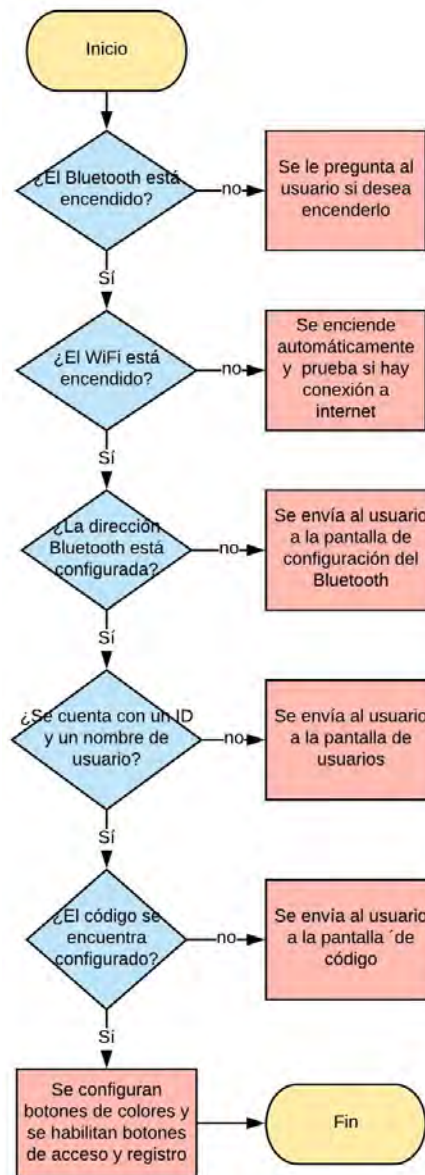 Inicio
¿El Bluetooth está
encendido?
no
Se le pregunta al
usuario si desea
encenderlo
Sí
¿El WiFi está
encendido?
no
Se enciende
automáticamente
y prueba si hay
conexión a
internet
Sí
¿La dirección
Bluetooth está
configurada?
no
Se envía al usuario
a la pantalla de
configuración del
Bluetooth
Sí
¿Se cuenta con un ID
y un nombre de
usuario?
no
Se envía al usuario
a la pantalla de
usuarios
Sí
¿El código se
encuentra
configurado?
no
Se envía al usuario
a la pantalla ´de
código
Sí
Se configuran
botones de colores y
se habilitan botones
de acceso y registro
Fin